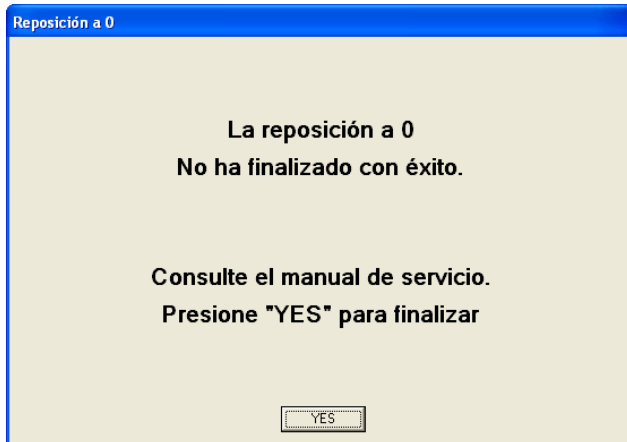 Reposición a 0
La reposición a 0
No ha finalizado con éxito.
Consulte el manual de servicio.
Presione "YES" para finalizar
YES